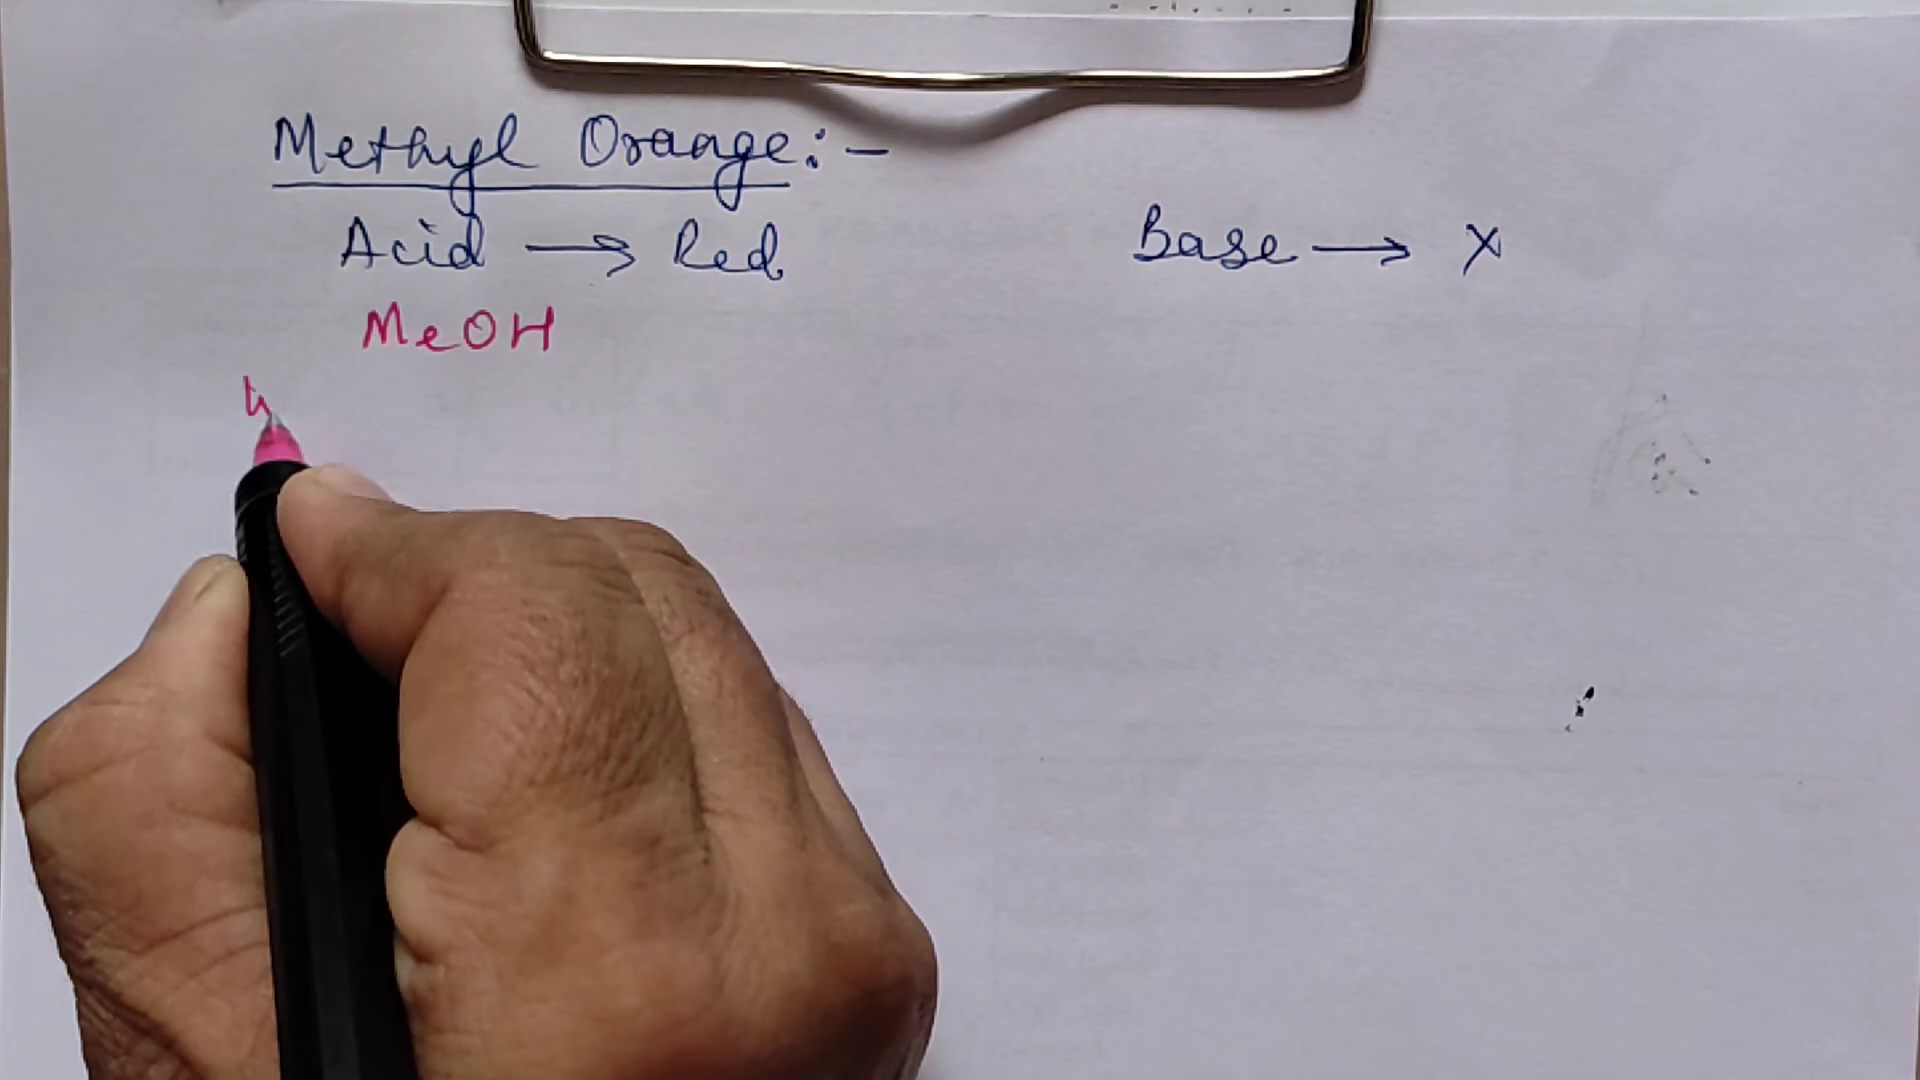 Methyl Orange:-
Acid → Red
Base → X
MeOH